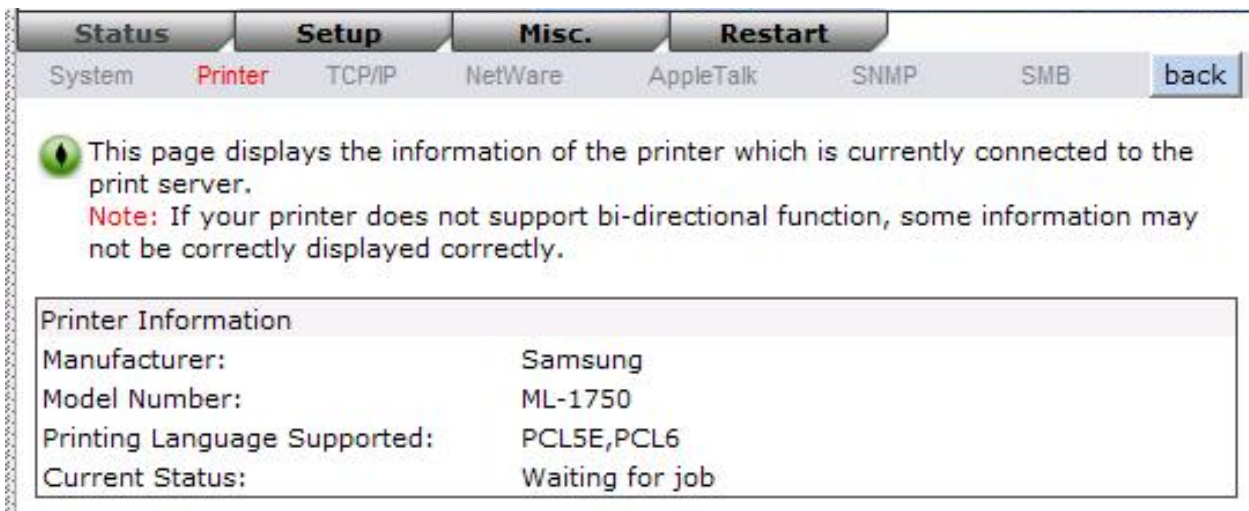 Status Setup Misc. Restart
System Printer TCP/IP NetWare AppleTalk SNMP SMB back
This page displays the information of the printer which is currently connected to the
print server.
Note: If your printer does not support bi-directional function, some information may
not be correctly displayed correctly.
Printer Information
Manufacturer: Samsung
Model Number: ML-1750
Printing Language Supported: PCL5E,PCL6
Current Status: Waiting for job